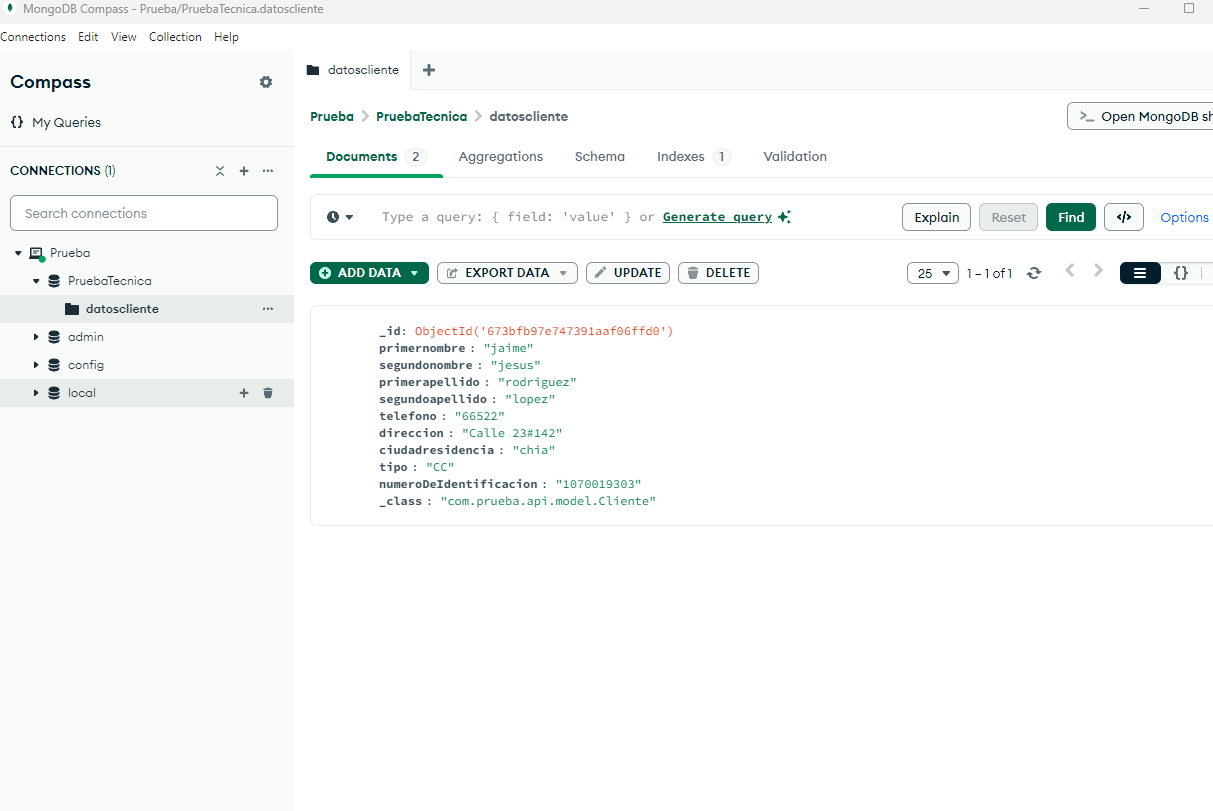 MongoDB Compass - Prueba/PruebaTecnica.datoscliente
Connections Edit View Collection Help
Compass
{} My Queries
CONNECTIONS (1)
Search connections
Prueba
PruebaTecnica
datoscliente
admin
config
local
datoscliente
Prueba > PruebaTecnica > datoscliente
>_ Open MongoDB sh
Documents 2 Aggregations Schema Indexes 1 Validation
Type a query: { field: 'value' } or Generate query
Explain Reset Find </> Options
ADD DATA EXPORT DATA UPDATE DELETE
25 1 – 1 of 1 {}
_id: ObjectId('673bfb97e747391aaf06ffd0')
primernombre : "jaime"
segundonombre : "jesus"
primerapellido : "rodriguez"
segundoapellido : "lopez"
telefono : "66522"
direccion : "Calle 23#142"
ciudadresidencia : "chia"
tipo : "CC"
numeroDeIdentificacion : "1070019303"
_class : "com.prueba.api.model.Cliente"